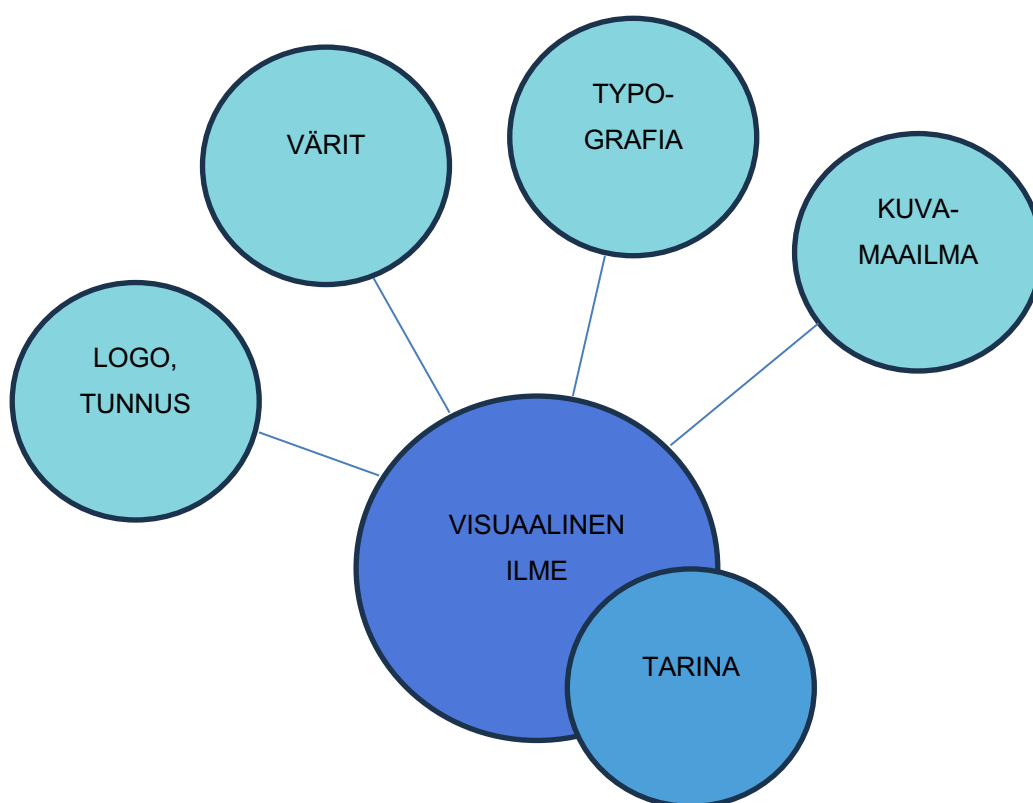 TYPO-
GRAFIA
VÄRIT
KUVA-
MAAILMA
LOGO,
TUNNUS
VISUAALINEN
ILME
TARINA